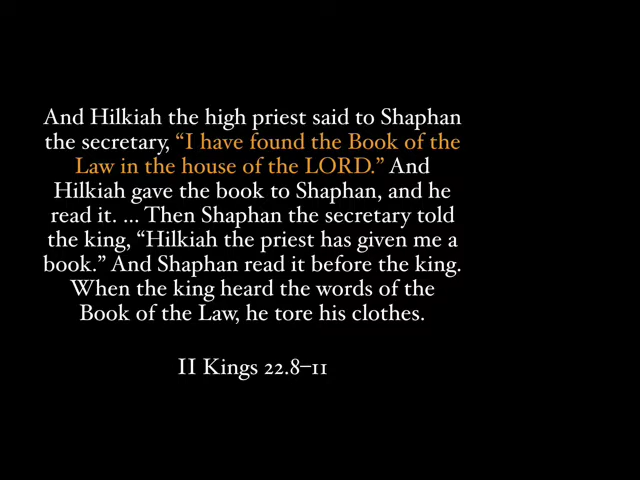 And Hilkiah the high priest said to Shaphan
the secretary, “I have found the Book of the
Law in the house of the LORD.” And
Hilkiah gave the book to Shaphan, and he
read it. ... Then Shaphan the secretary told
the king, “Hilkiah the priest has given me a
book.” And Shaphan read it before the king.
When the king heard the words of the
Book of the Law, he tore his clothes.
II Kings 22.8–11